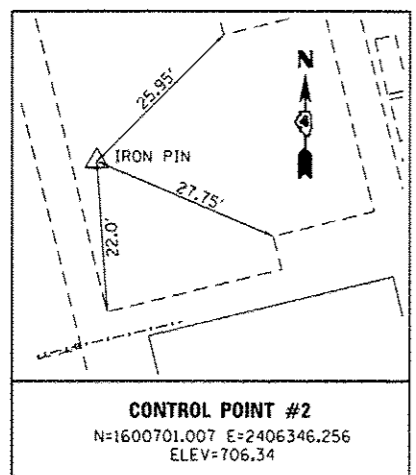 N
25.95'
IRON PIN
27.75'
22.0'
CONTROL POINT #2
N=1600701.007 E=2406346.256
ELEV=706.34